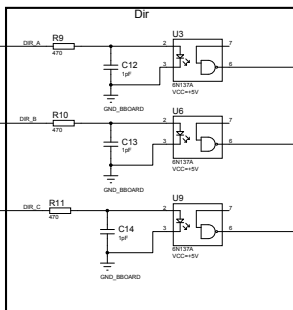 Dir
R9
U3
DIR_A
470
2
7
C12
1pF
3
6
6N137A
VCC=+5V
GND_BBOARD
R10
U6
DIR_B
470
2
7
C13
1pF
3
6
6N137A
VCC=+5V
GND_BBOARD
R11
U9
DIR_C
470
2
7
C14
1pF
3
6
6N137A
VCC=+5V
GND_BBOARD